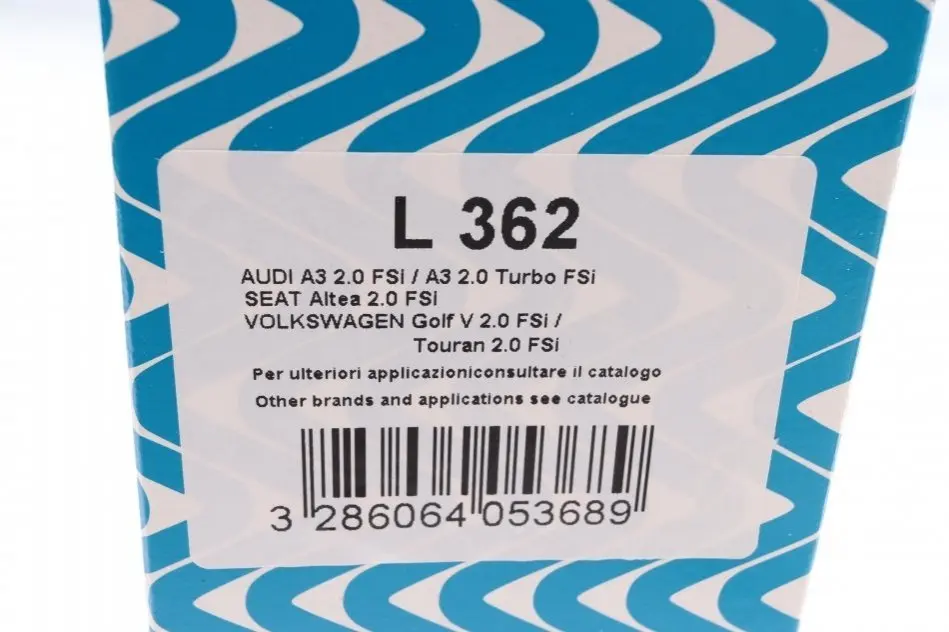 L 362
AUDI A3 2.0 FSi / A3 2.0 Turbo FSi
SEAT Altea 2.0 FSi
VOLKSWAGEN Golf V 2.0 FSi /
Touran 2.0 FSi
Per ulteriori applicazioniconsultare il catalogo
Other brands and applications see catalogue
3 286064 053689